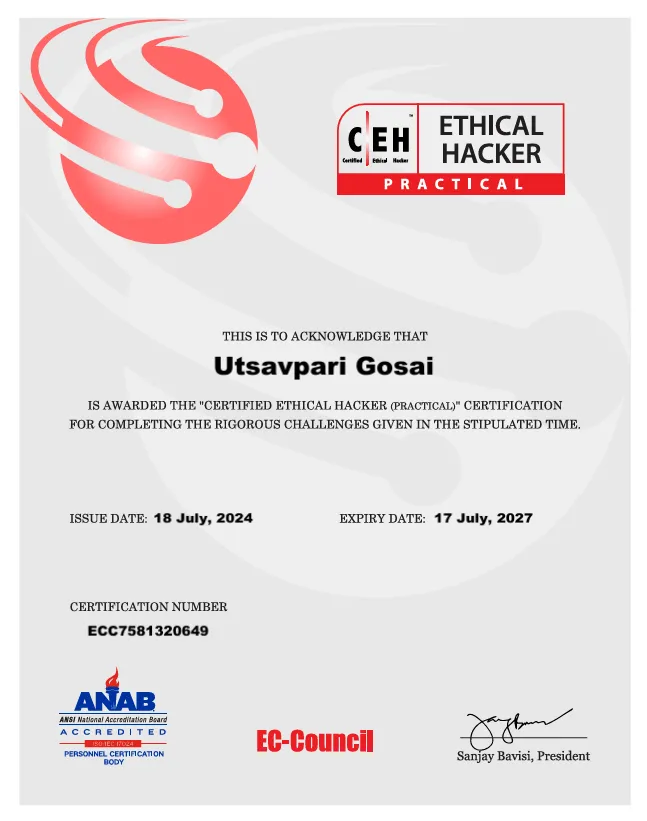 C|EH™
Certified Ethical Hacker
ETHICAL
HACKER
PRACTICAL
THIS IS TO ACKNOWLEDGE THAT
Utsavpari Gosai
IS AWARDED THE "CERTIFIED ETHICAL HACKER (PRACTICAL)" CERTIFICATION
FOR COMPLETING THE RIGOROUS CHALLENGES GIVEN IN THE STIPULATED TIME.
ISSUE DATE: 18 July, 2024 EXPIRY DATE: 17 July, 2027
CERTIFICATION NUMBER
ECC7581320649
ANAB
ANSI National Accreditation Board
ACCREDITED
ISO/IEC 17024
PERSONNEL CERTIFICATION
BODY
EC-Council
Sanjay Bavisi, President